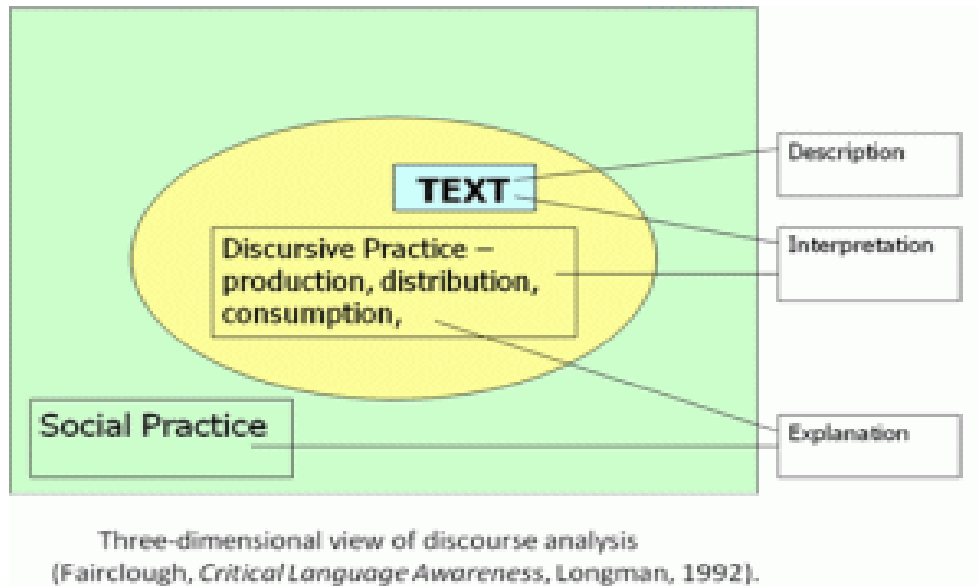 TEXT
Description
Discursive Practice –
production, distribution,
consumption,
Interpretation
Social Practice
Explanation
Three-dimensional view of discourse analysis
(Fairclough, Critical Language Awareness, Longman, 1992).